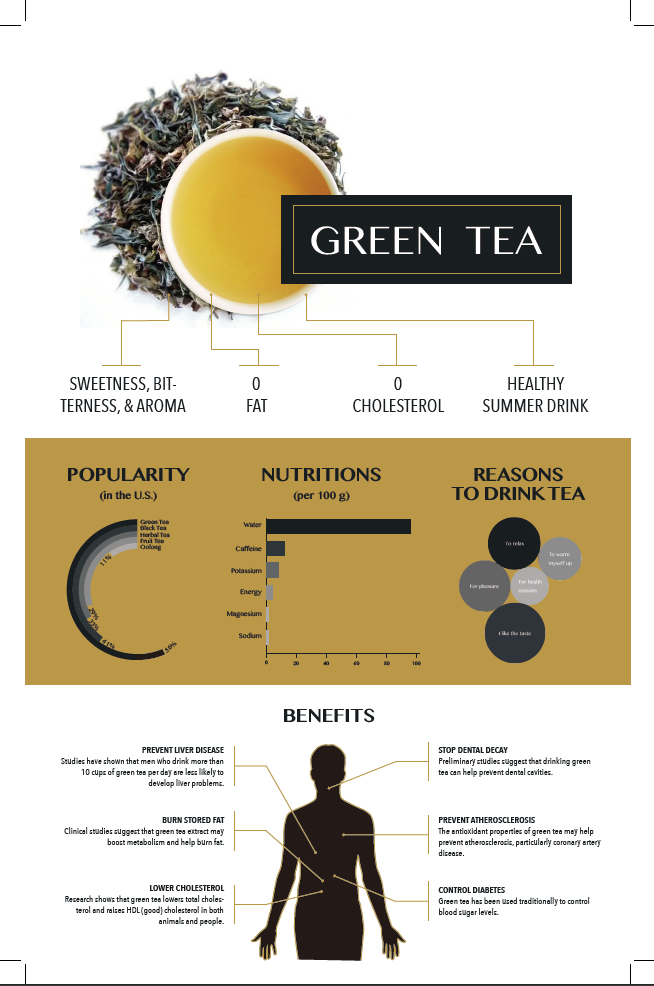 GREEN TEA
SWEETNESS, BIT-
TERNESS, & AROMA
0
FAT
0
CHOLESTEROL
HEALTHY
SUMMER DRINK
POPULARITY
(in the U.S.)
Green Tea
Black Tea
Herbal Tea
Fruit Tea
Oolong
11%
29%
33%
41%
56%
NUTRITIONS
(per 100 g)
Water
Caffeine
Potassium
Energy
Magnesium
Sodium
0 20 40 60 80 100
REASONS
TO DRINK TEA
To relax
To warm
myself up
For pleasure
For health
reasons
I like the taste
BENEFITS
PREVENT LIVER DISEASE
Studies have shown that men who drink more than
10 cups of green tea per day are less likely to
develop liver problems.
BURN STORED FAT
Clinical studies suggest that green tea extract may
boost metabolism and help burn fat.
LOWER CHOLESTEROL
Research shows that green tea lowers total choles-
terol and raises HDL (good) cholesterol in both
animals and people.
STOP DENTAL DECAY
Preliminary studies suggest that drinking green
tea can help prevent dental cavities.
PREVENT ATHEROSCLEROSIS
The antioxidant properties of green tea may help
prevent atherosclerosis, particularly coronary artery
disease.
CONTROL DIABETES
Green tea has been used traditionally to control
blood sugar levels.